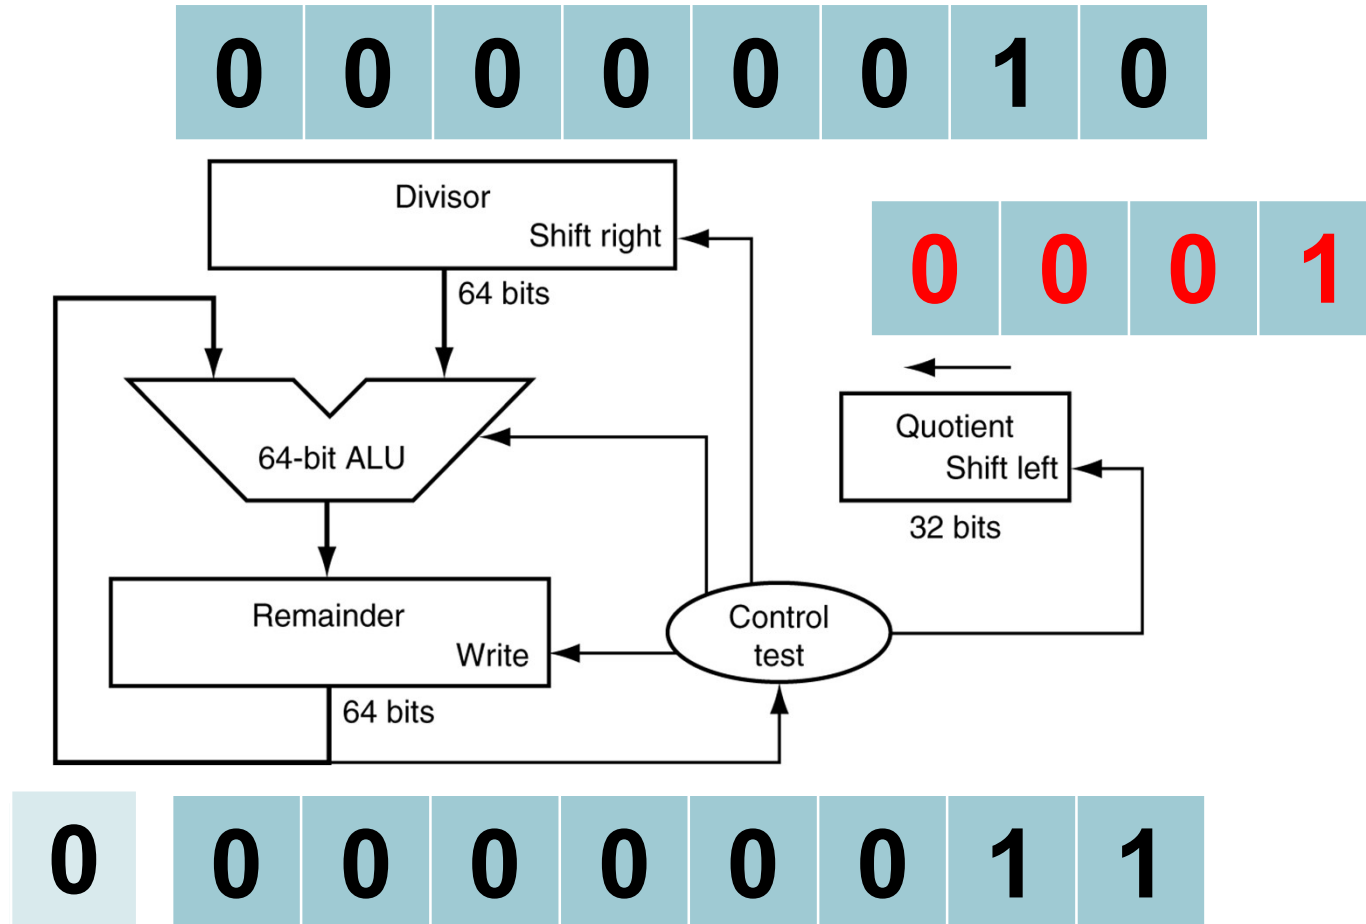 0 0 0 0 0 0 1 0
Divisor
Shift right
64 bits
0 0 0 1
64-bit ALU
Quotient
Shift left
32 bits
Remainder
Write
Control
test
64 bits
0 0 0 0 0 0 0 1 1